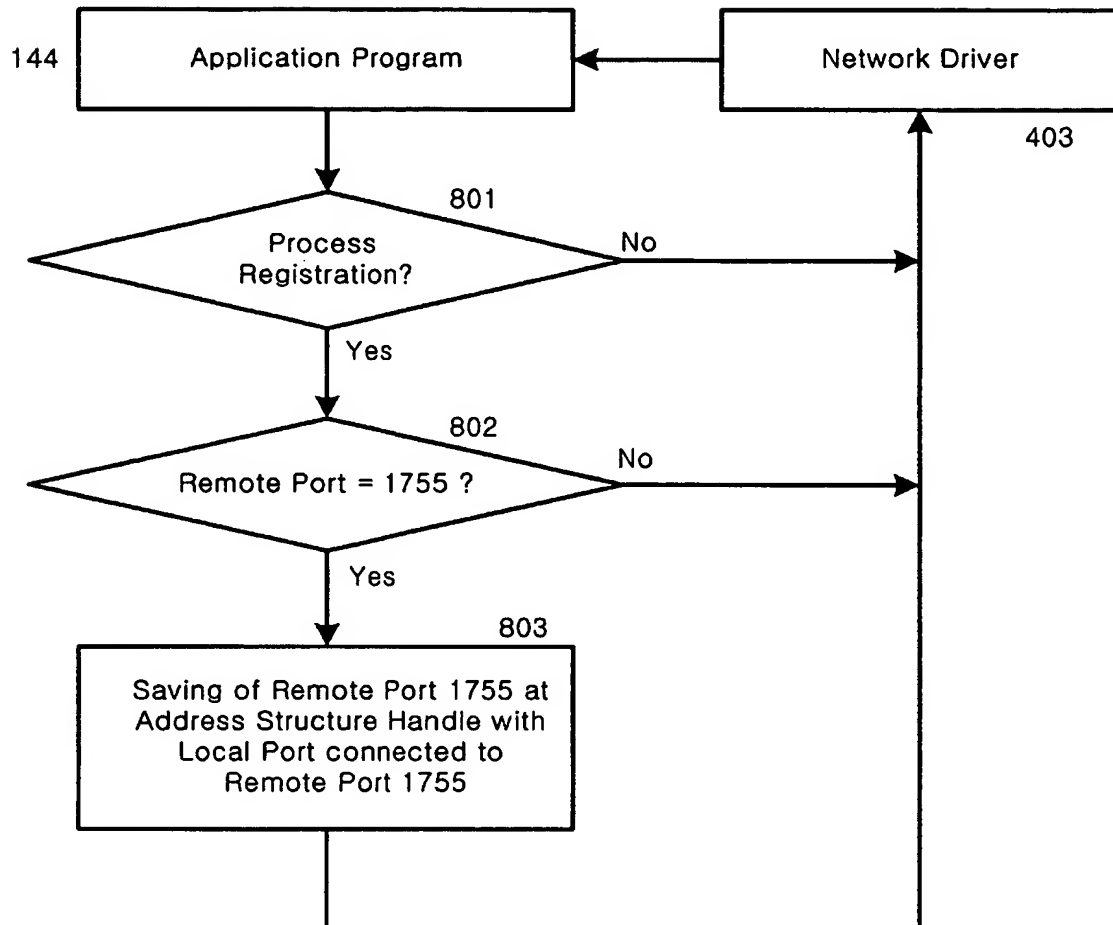 144
Application Program
Network Driver
403
801
Process
Registration?
No
Yes
802
Remote Port = 1755 ?
No
Yes
803
Saving of Remote Port 1755 at
Address Structure Handle with
Local Port connected to
Remote Port 1755